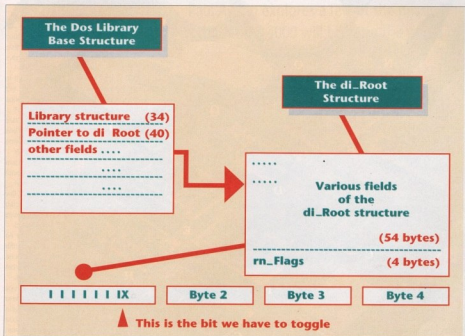 The Dos Library
Base Structure
The di_Root
Structure
Library structure (34)
Pointer to di Root (40)
other fields ....
....
....
.....
.....
Various fields
of the
di_Root structure
(54 bytes)
rn_Flags (4 bytes)
I I I I I I IX
Byte 2
Byte 3
Byte 4
This is the bit we have to toggle